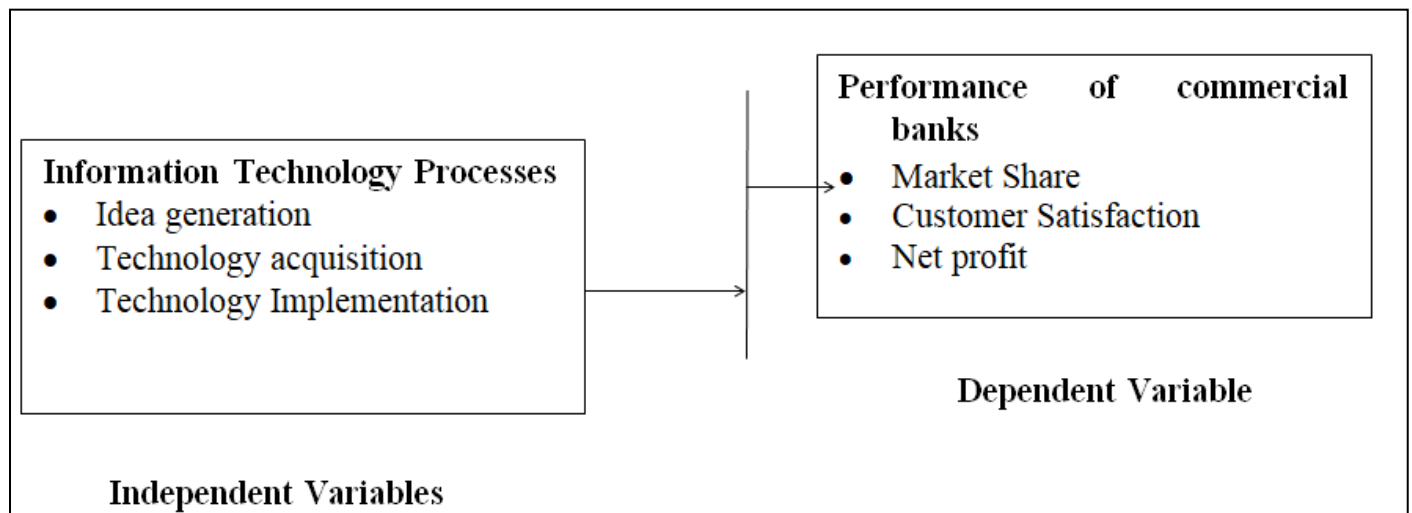 Information Technology Processes
• Idea generation
• Technology acquisition
• Technology Implementation
Independent Variables
Performance of commercial
banks
• Market Share
• Customer Satisfaction
• Net profit
Dependent Variable